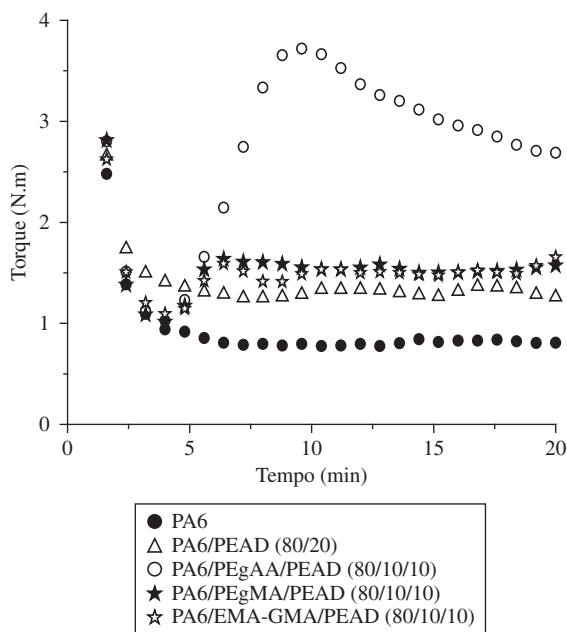 4
3
2
1
0
Torque (N.m)
0 5 10 15 20
Tempo (min)
PA6
PA6/PEAD (80/20)
PA6/PEgAA/PEAD (80/10/10)
PA6/PEgMA/PEAD (80/10/10)
PA6/EMA-GMA/PEAD (80/10/10)